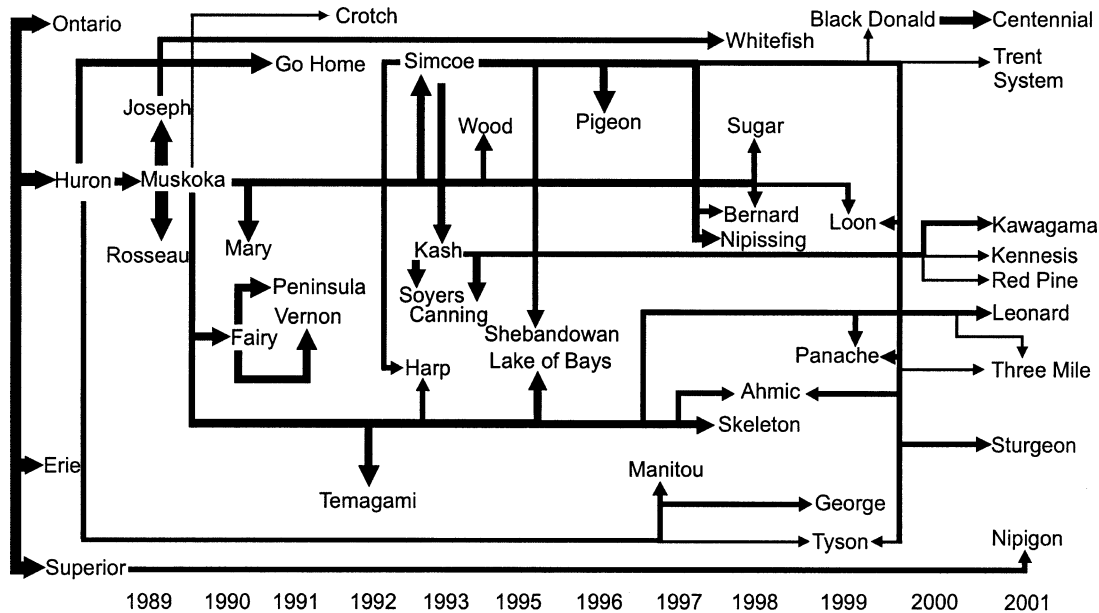 Crotch
Black Donald
Centennial
Ontario
Whitefish
Go Home
Simcoe
Trent
System
Joseph
Wood
Pigeon
Sugar
Huron
Muskoka
Bernard
Loon
Kawagama
Rosseau
Mary
Kash
Nipissing
Kennesis
Red Pine
Peninsula
Soyers
Canning
Vernon
Leonard
Fairy
Shebandowan
Lake of Bays
Panache
Harp
Three Mile
Ahmic
Skeleton
Sturgeon
Erie
Manitou
Temagami
George
Tyson
Nipigon
Superior
1989 1990 1991 1992 1993 1995 1996 1997 1998 1999 2000 2001